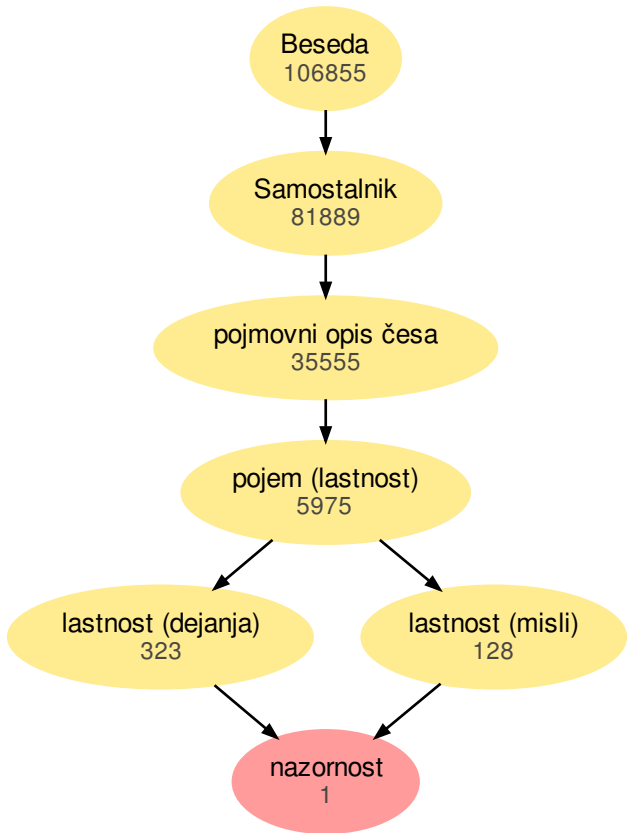 Beseda
106855
Samostalnik
81889
pojmovni opis česa
35555
pojem (lastnost)
5975
lastnost (dejanja)
323
lastnost (misli)
128
nazornost
1